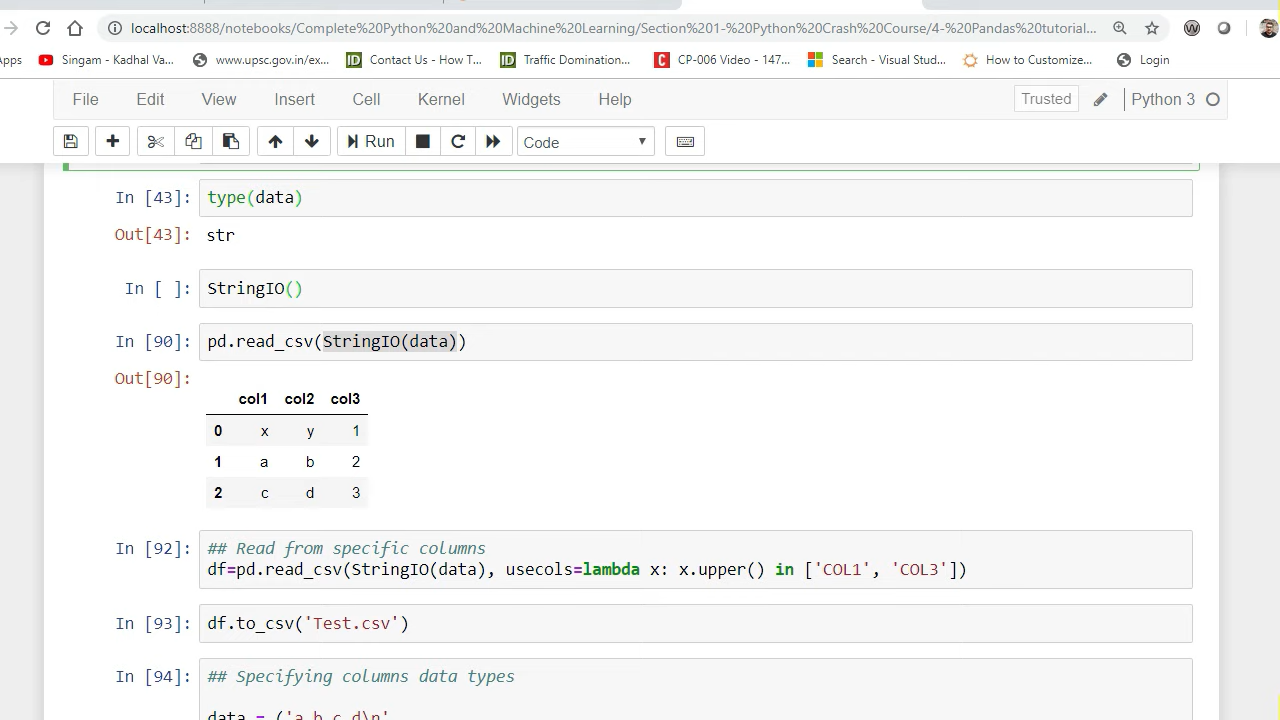 localhost:8888/notebooks/Complete%20Python%20and%20Machine%20Learning/Section%201-%20Python%20Crash%20Course/4-%20Pandas%20tutorial...
Apps Singam - Kadhal Va... www.upsc.gov.in/ex... Contact Us - How T... Traffic Domination... CP-006 Video - 147... Search - Visual Stud... How to Customize... Login
File Edit View Insert Cell Kernel Widgets Help Trusted Python 3
Run Code
In [43]: type(data)
Out[43]: str
In [ ]: StringIO()
In [90]: pd.read_csv(StringIO(data))
Out[90]:
col1 col2 col3
0 x y 1
1 a b 2
2 c d 3
In [92]: ## Read from specific columns
df=pd.read_csv(StringIO(data), usecols=lambda x: x.upper() in ['COL1', 'COL3'])
In [93]: df.to_csv('Test.csv')
In [94]: ## Specifying columns data types
data = ('a,b,c,d\n'